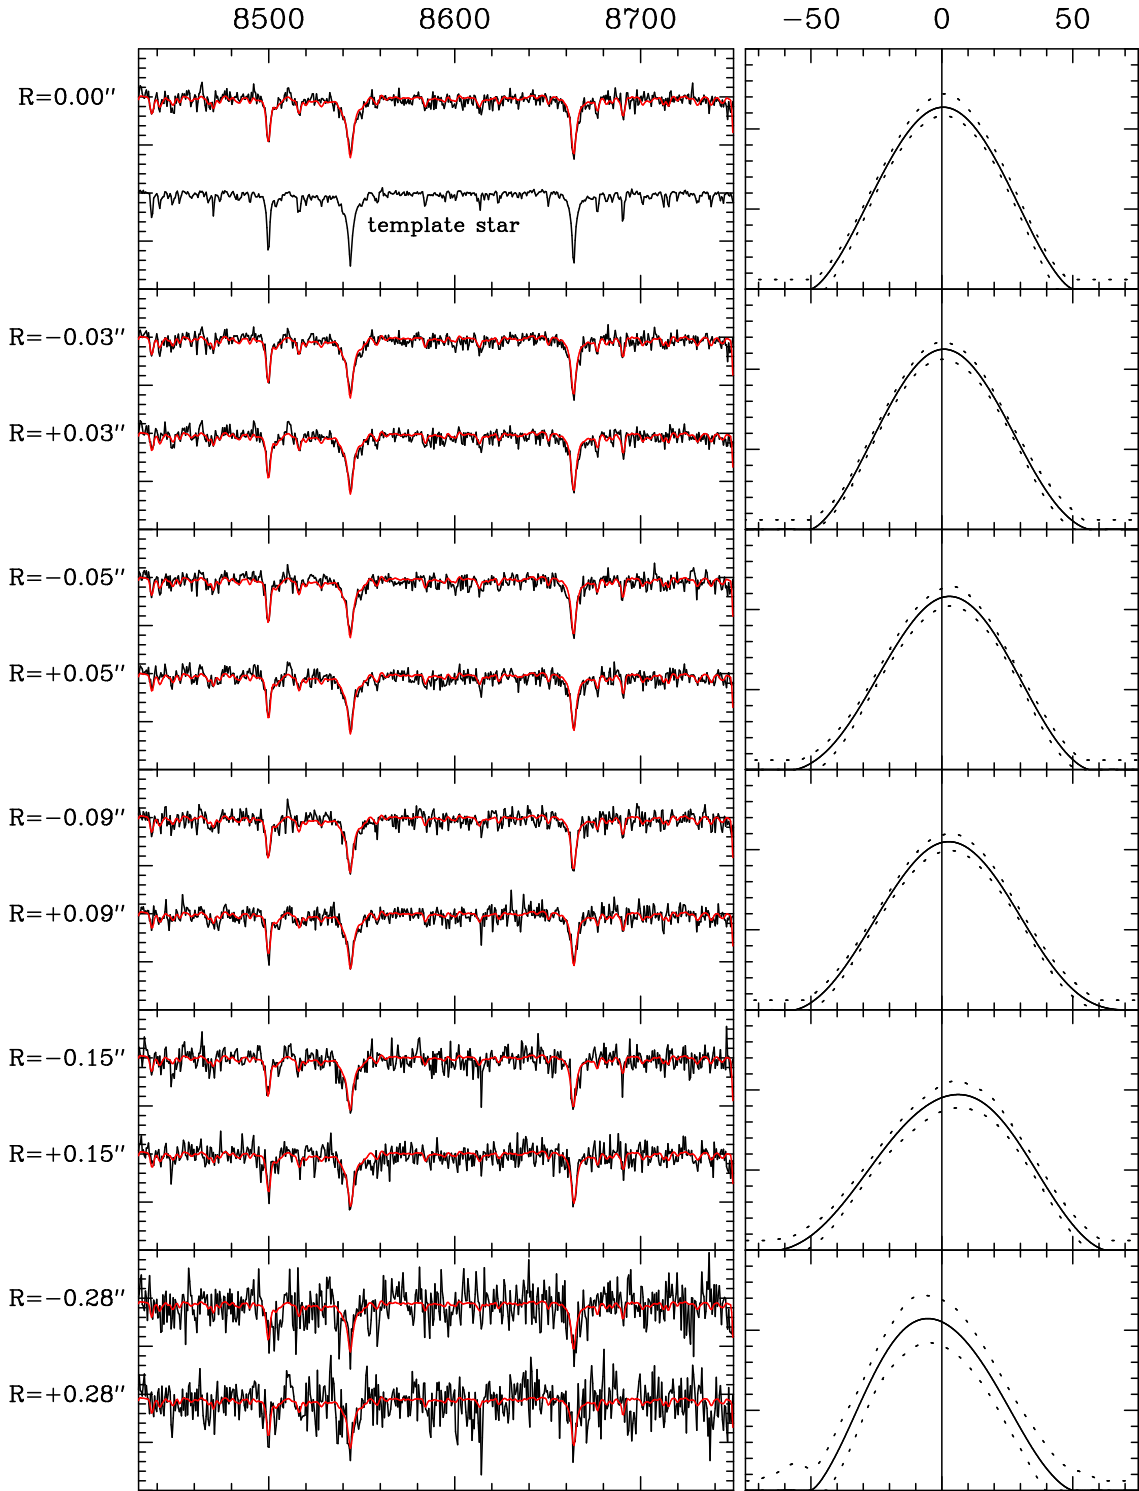 8500 8600 8700 −50 0 50
R=0.00″
template star
R=−0.03″
R=+0.03″
R=−0.05″
R=+0.05″
R=−0.09″
R=+0.09″
R=−0.15″
R=+0.15″
R=−0.28″
R=+0.28″